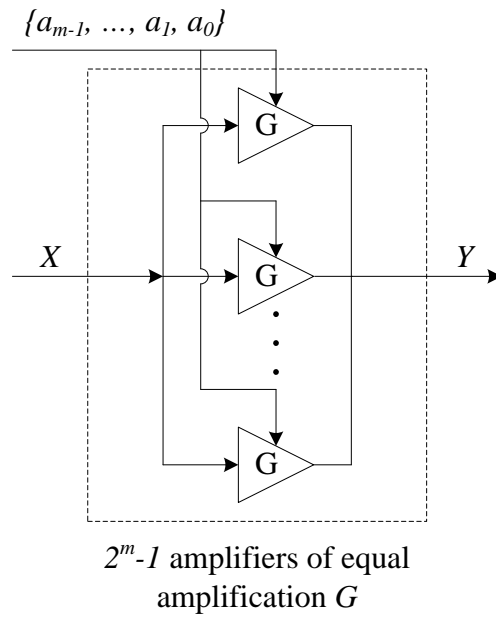 {a_{m-1}, ..., a_1, a_0}
G
X
G
Y
G
2^m-1 amplifiers of equal
amplification G